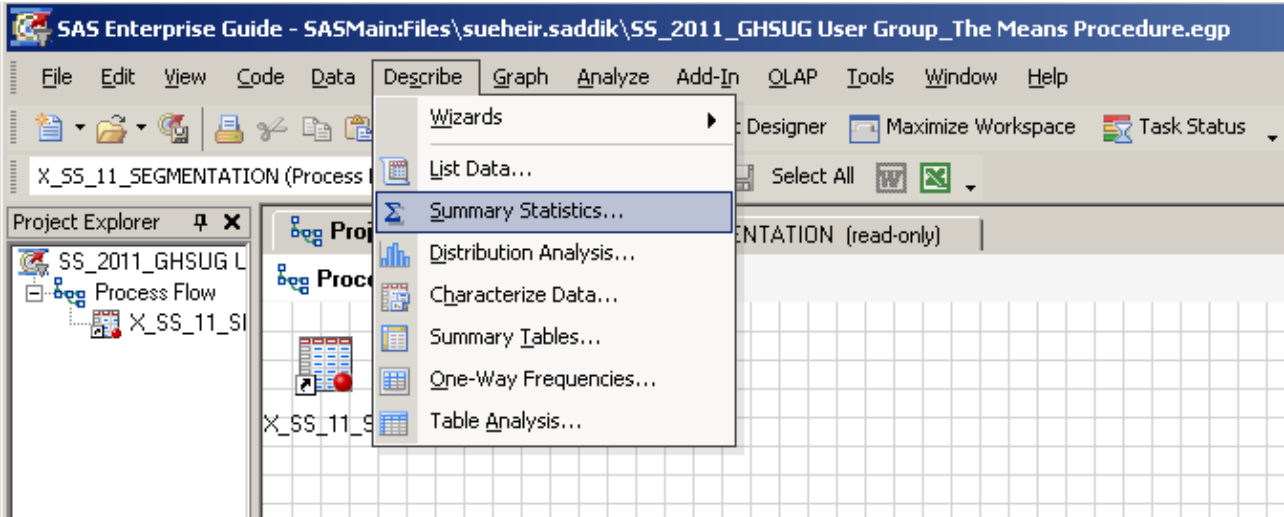 SAS Enterprise Guide - SASMain:Files\sueheir.saddik\SS_2011_GHSUG User Group_The Means Procedure.egp
File Edit View Code Data Describe Graph Analyze Add-In OLAP Tools Window Help
Wizards
Designer Maximize Workspace Task Status
X_SS_11_SEGMENTATION (Process
List Data...
Select All
Project Explorer
Summary Statistics...
Proj
ENTATION (read-only)
SS_2011_GHSUG U
Distribution Analysis...
Process Flow
Proce
Characterize Data...
X_SS_11_SI
Summary Tables...
One-Way Frequencies...
X_SS_11_S
Table Analysis...